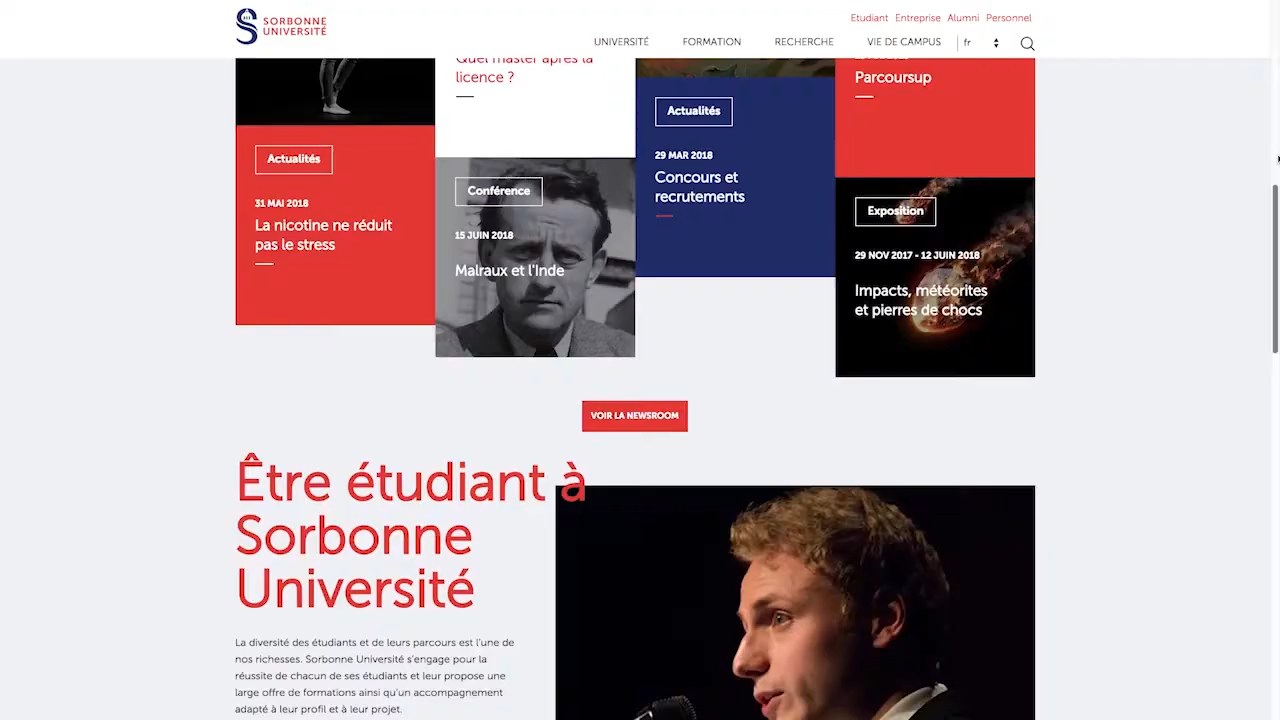 SORBONNE
UNIVERSITÉ
Etudiant Entreprise Alumni Personnel
UNIVERSITÉ FORMATION RECHERCHE VIE DE CAMPUS fr
Quel master après la
licence ?
Parcoursup
Actualités
31 MAI 2018
La nicotine ne réduit
pas le stress
Conférence
15 JUIN 2018
Malraux et l'Inde
Actualités
29 MAR 2018
Concours et
recrutements
Exposition
29 NOV 2017 - 12 JUIN 2018
Impacts, météorites
et pierres de chocs
VOIR LA NEWSROOM
Être étudiant à
Sorbonne
Université
La diversité des étudiants et de leurs parcours est l'une de
nos richesses. Sorbonne Université s'engage pour la
réussite de chacun de ses étudiants et leur propose une
large offre de formations ainsi qu'un accompagnement
adapté à leur profil et à leur projet.